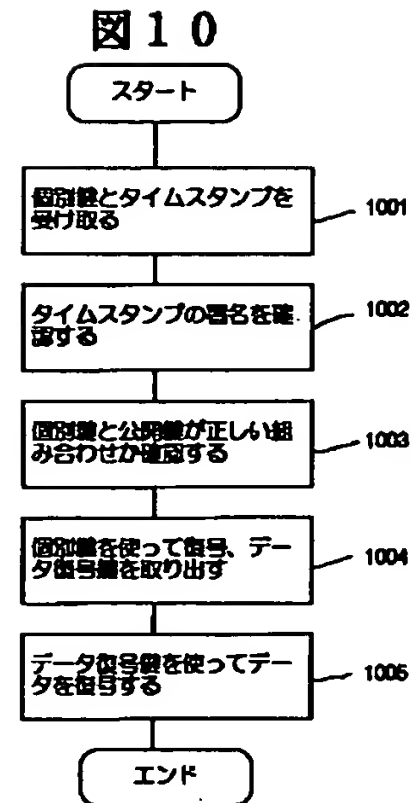 図１０
スタート
個別鍵とタイムスタンプを
受け取る
1001
タイムスタンプの署名を確
認する
1002
個別鍵と公開鍵が正しい組
み合わせか確認する
1003
個別鍵を使って復号、デー
タ復号鍵を取り出す
1004
データ復号鍵を使ってデー
タを復号する
1005
エンド